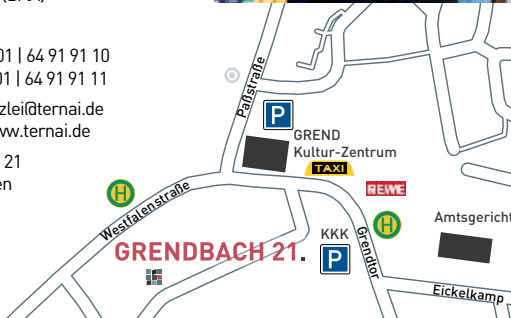 01 | 64 91 91 10
01 | 64 91 91 11
zlei@ternai.de
ww.ternai.de
21
en
Paßstraße
P
GREND
Kultur-Zentrum
TAXI
REWE
H
Westfalenstraße
H
Amtsgericht
GRENDBACH 21.
KKK
P
Grendtor
Eickelkamp